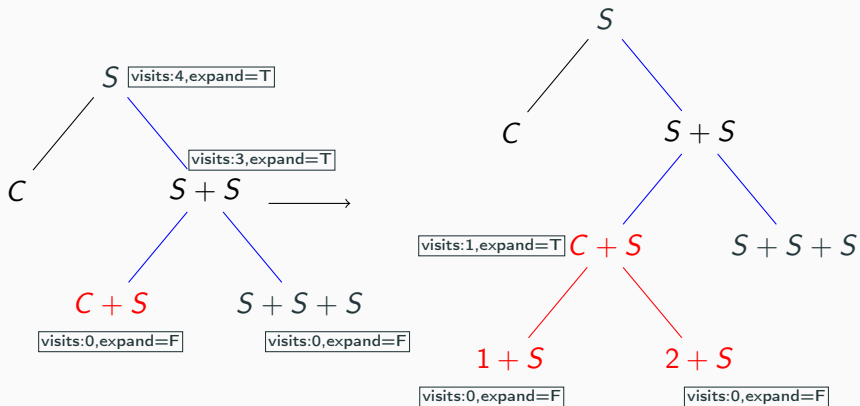 S visits:4,expand=T
visits:3,expand=T
C S + S
C + S S + S + S
visits:0,expand=F visits:0,expand=F
S
C S + S
visits:1,expand=T C + S S + S + S
1 + S 2 + S
visits:0,expand=F visits:0,expand=F